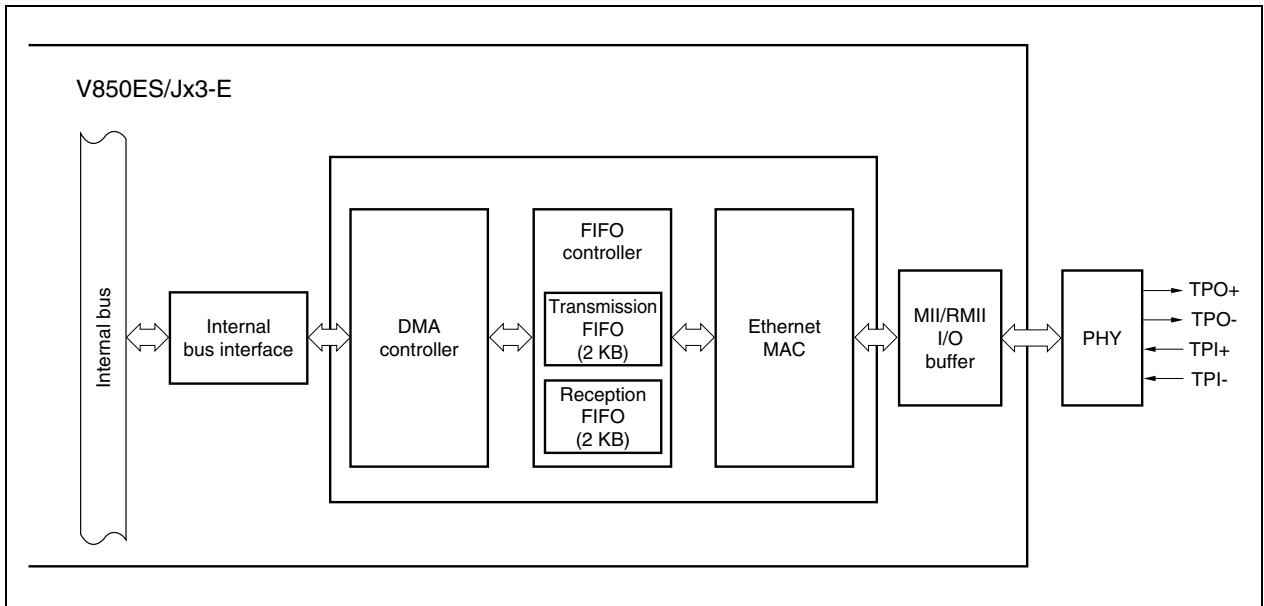 V850ES/Jx3-E
Internal bus
Internal
bus interface
DMA
controller
FIFO
controller
Transmission
FIFO
(2 KB)
Reception
FIFO
(2 KB)
Ethernet
MAC
MII/RMII
I/O
buffer
PHY
TPO+
TPO-
TPI+
TPI-